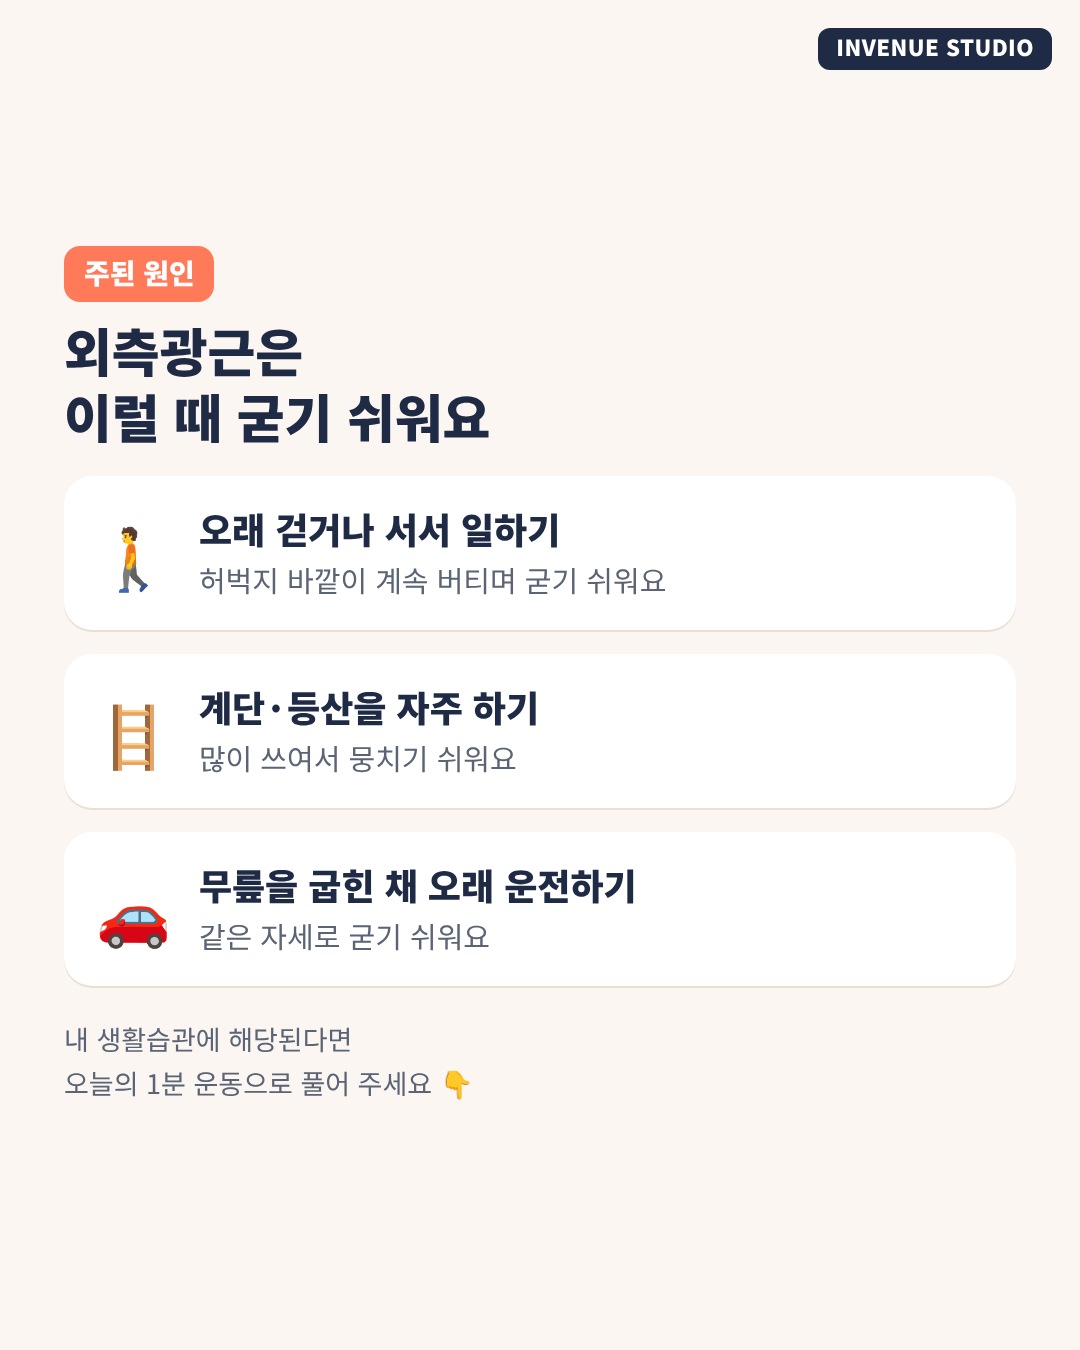 INVENUE STUDIO
주된 원인
외측광근은
이럴 때 굳기 쉬워요
오래 걷거나 서서 일하기
허벅지 바깥이 계속 버티며 굳기 쉬워요
계단·등산을 자주 하기
많이 쓰여서 뭉치기 쉬워요
무릎을 굽힌 채 오래 운전하기
같은 자세로 굳기 쉬워요
내 생활습관에 해당된다면
오늘의 1분 운동으로 풀어 주세요 👇